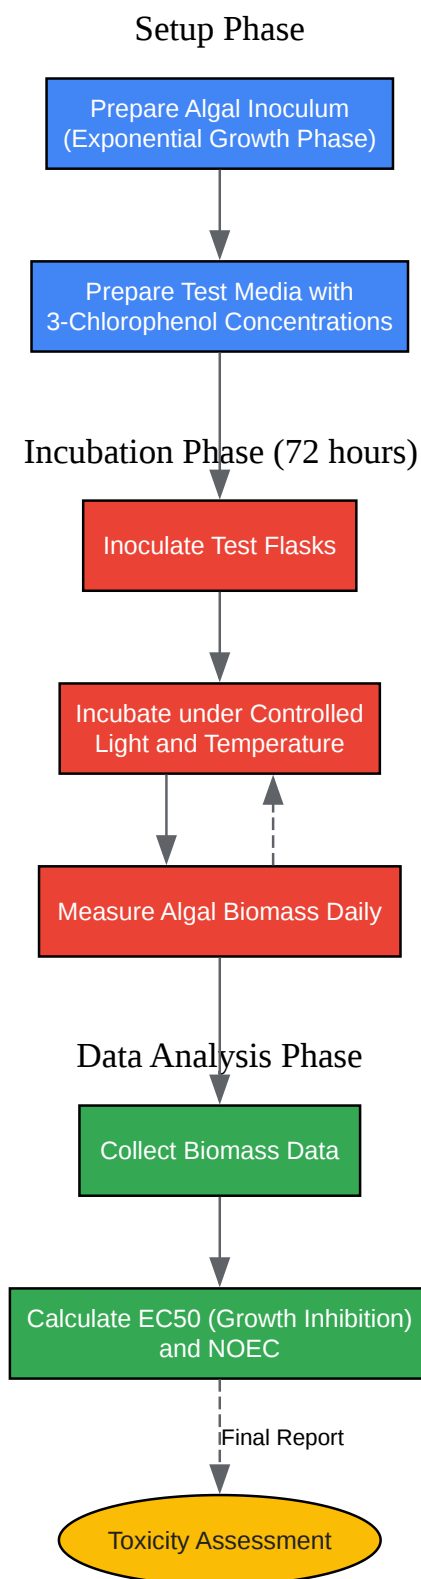 Setup Phase
Prepare Algal Inoculum
(Exponential Growth Phase)
Prepare Test Media with
3-Chlorophenol Concentrations
Incubation Phase (72 hours)
Inoculate Test Flasks
Incubate under Controlled
Light and Temperature
Measure Algal Biomass Daily
Data Analysis Phase
Collect Biomass Data
Calculate EC50 (Growth Inhibition)
and NOEC
Final Report
Toxicity Assessment